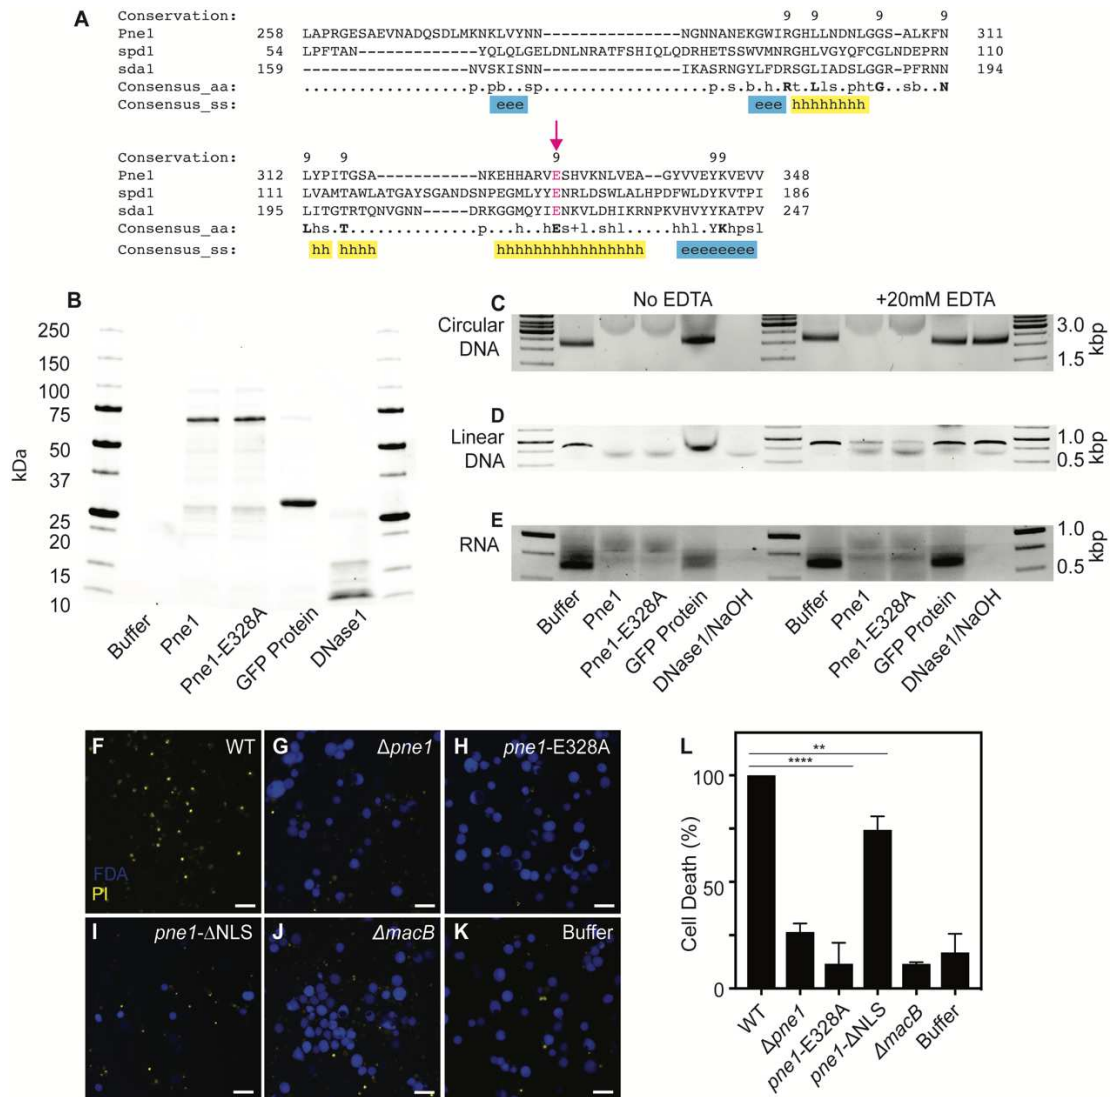 A
Conservation: 9 9 9 9
Pne1 258 LAPRGESAEVNADQSDLMKNKLVYNN---------------NGNNANEKGWIRGHLLNDNLGGS-ALKFN 311
spd1 54 LPFTAN------------YQLQLGELDNLNRATFSHIQLQDRHETSSWVMNRGHLVGYQFCGLNDEPRN 110
sda1 159 ------------------NVSKISNN---------------IKASRNGYLFDRSGLIADSLGGR-PFRNN 194
Consensus_aa: ..................p.pb..sp...............p.s.b.h.Rt.Lls.phtG..sb.N
Consensus_ss: eee eee hhhhhhhh
Conservation: 9 9 9 99
Pne1 312 LYPITGSA-----------NKEHHARVESHVKNLVEA--GYVVEYKVEVV 348
spd1 111 LVAMTAWLATGAYSGANDSNPEGMLYYENRLDSWLALHPDFWLDYKVTPI 186
sda1 195 LITGTRTQNVGNN------DRKGGMQYIENKVLDHIKRNPKVHVYYKATPV 247
Consensus_aa: Lhs.T..............p...h..hEs+l.shl.....hhl.YKhpsl
Consensus_ss: hh hhhh hhhhhhhhhhhhhhhh eeeeeeee
B
kDa
250
150
100
75
50
37
25
20
15
10
Buffer
Pne1
Pne1-E328A
GFP Protein
DNase1
No EDTA +20mM EDTA
C
Circular DNA
3.0
1.5
kbp
D
Linear DNA
1.0
0.5
kbp
E
RNA
1.0
0.5
kbp
Buffer
Pne1
Pne1-E328A
GFP Protein
DNase1/NaOH
Buffer
Pne1
Pne1-E328A
GFP Protein
DNase1/NaOH
F WT
FDA
PI
G Δpne1
H pne1-E328A
I pne1-ΔNLS
J ΔmacB
K Buffer
L
**
****
Cell Death (%)
100
50
0
WT
Δpne1
pne1-E328A
pne1-ΔNLS
ΔmacB
Buffer